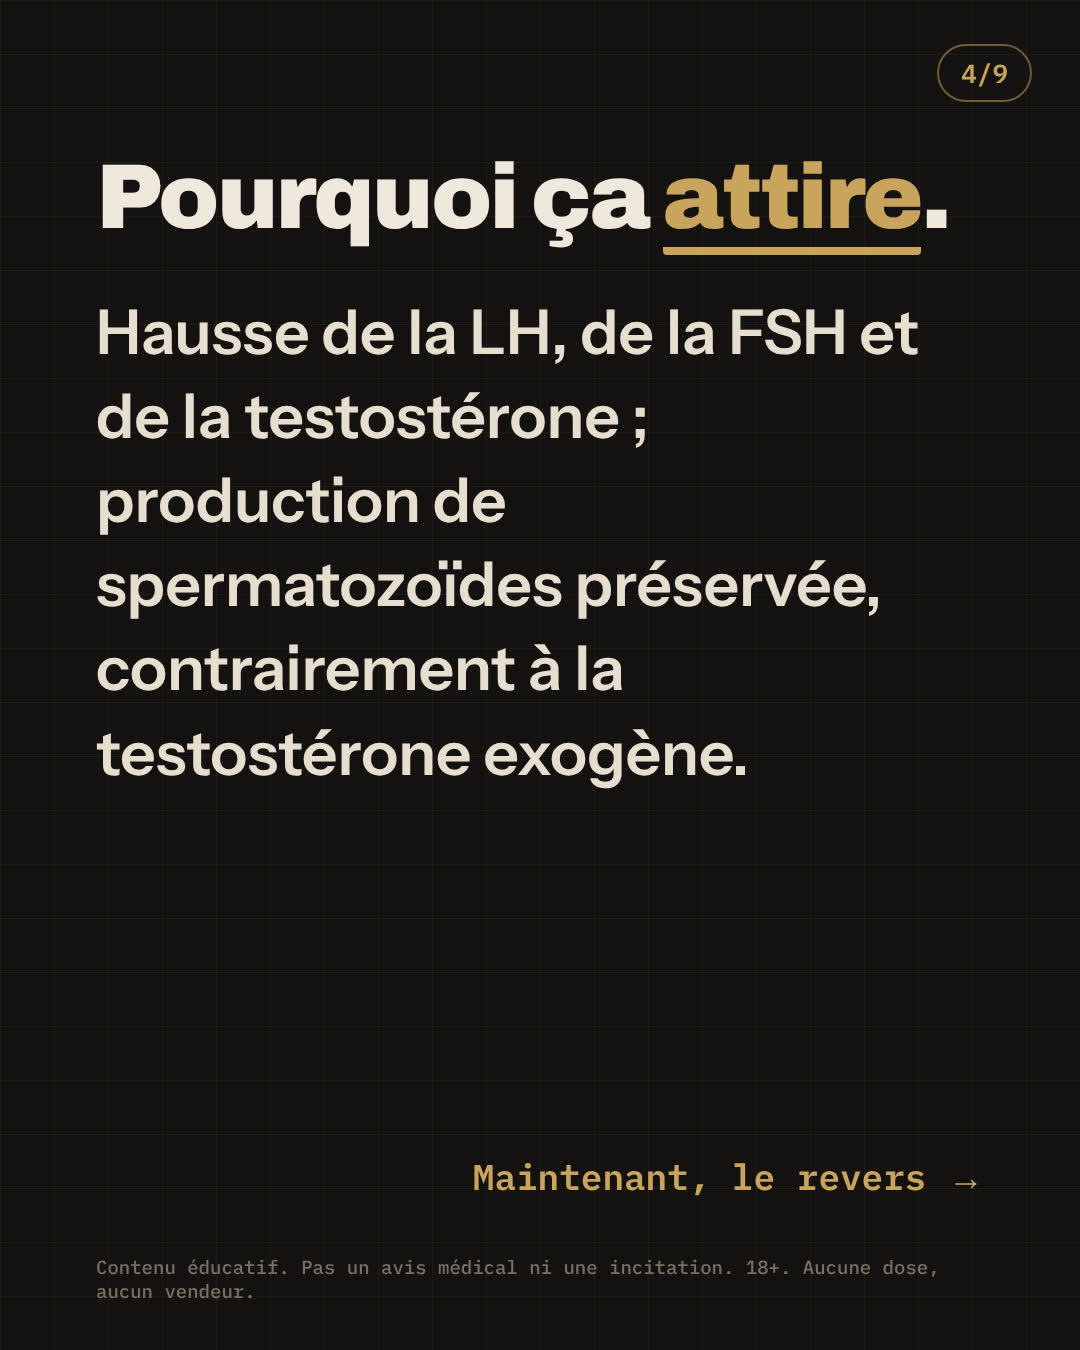 4/9
Pourquoi ça attire.
Hausse de la LH, de la FSH et
de la testostérone ;
production de
spermatozoïdes préservée,
contrairement à la
testostérone exogène.
Maintenant, le revers →
Contenu éducatif. Pas un avis médical ni une incitation. 18+. Aucune dose,
aucun vendeur.